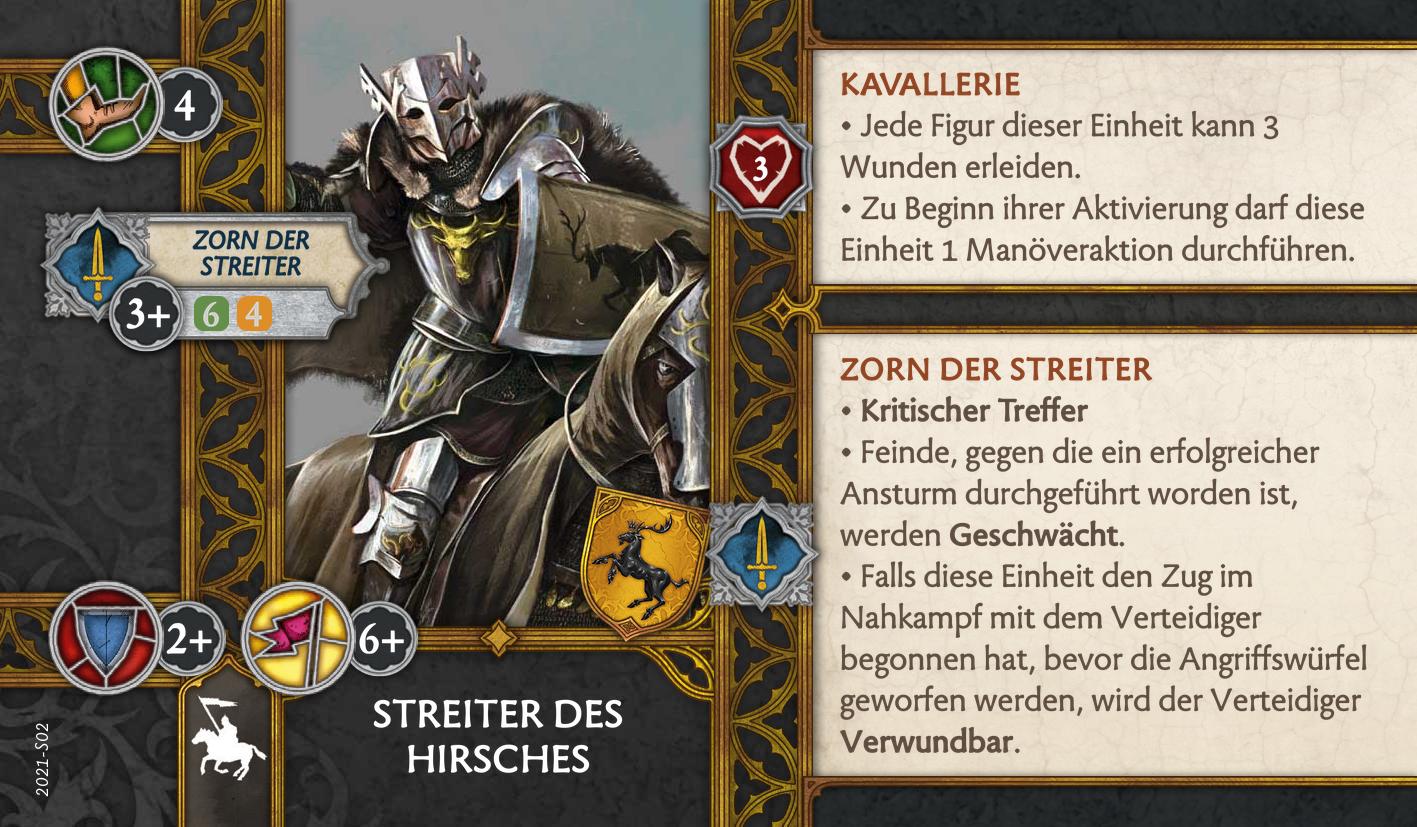 4
ZORN DER
STREITER
3+ 6 4
2+ 6+
2021-S02
STREITER DES
HIRSCHES
3
KAVALLERIE
• Jede Figur dieser Einheit kann 3
Wunden erleiden.
• Zu Beginn ihrer Aktivierung darf diese
Einheit 1 Manöveraktion durchführen.
ZORN DER STREITER
• Kritischer Treffer
• Feinde, gegen die ein erfolgreicher
Ansturm durchgeführt worden ist,
werden Geschwächt.
• Falls diese Einheit den Zug im
Nahkampf mit dem Verteidiger
begonnen hat, bevor die Angriffswürfel
geworfen werden, wird der Verteidiger
Verwundbar.